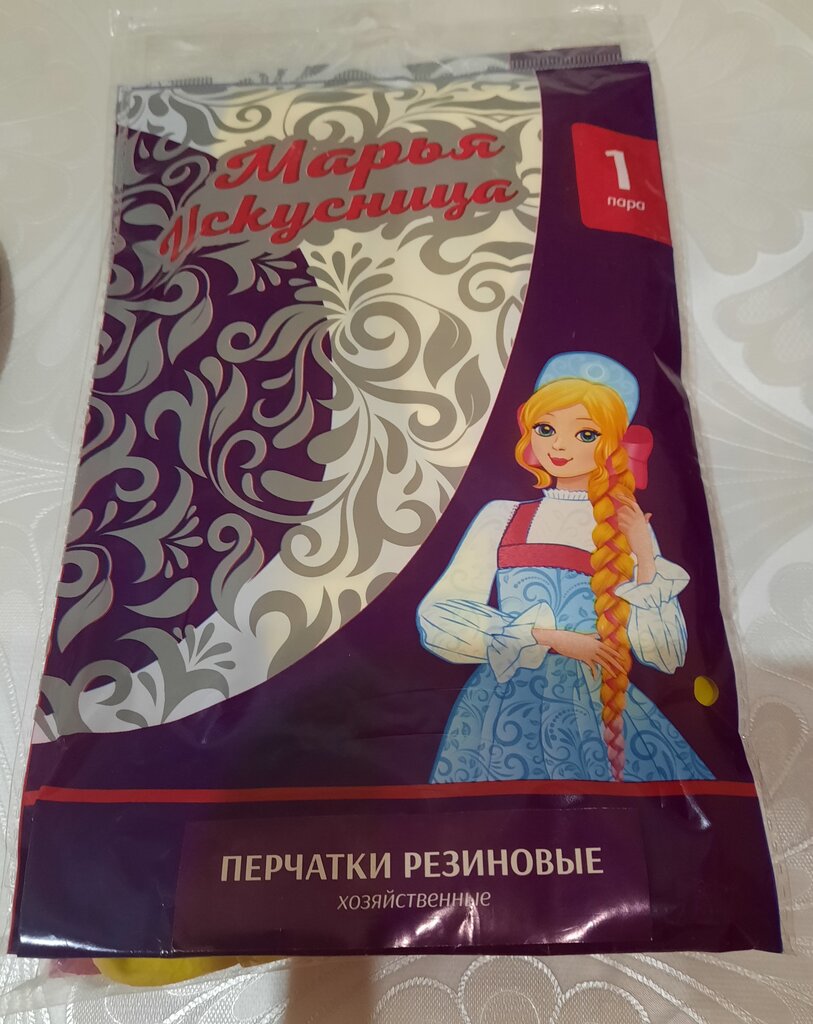 Марья
Искусница
1
пара
ПЕРЧАТКИ РЕЗИНОВЫЕ
хозяйственные